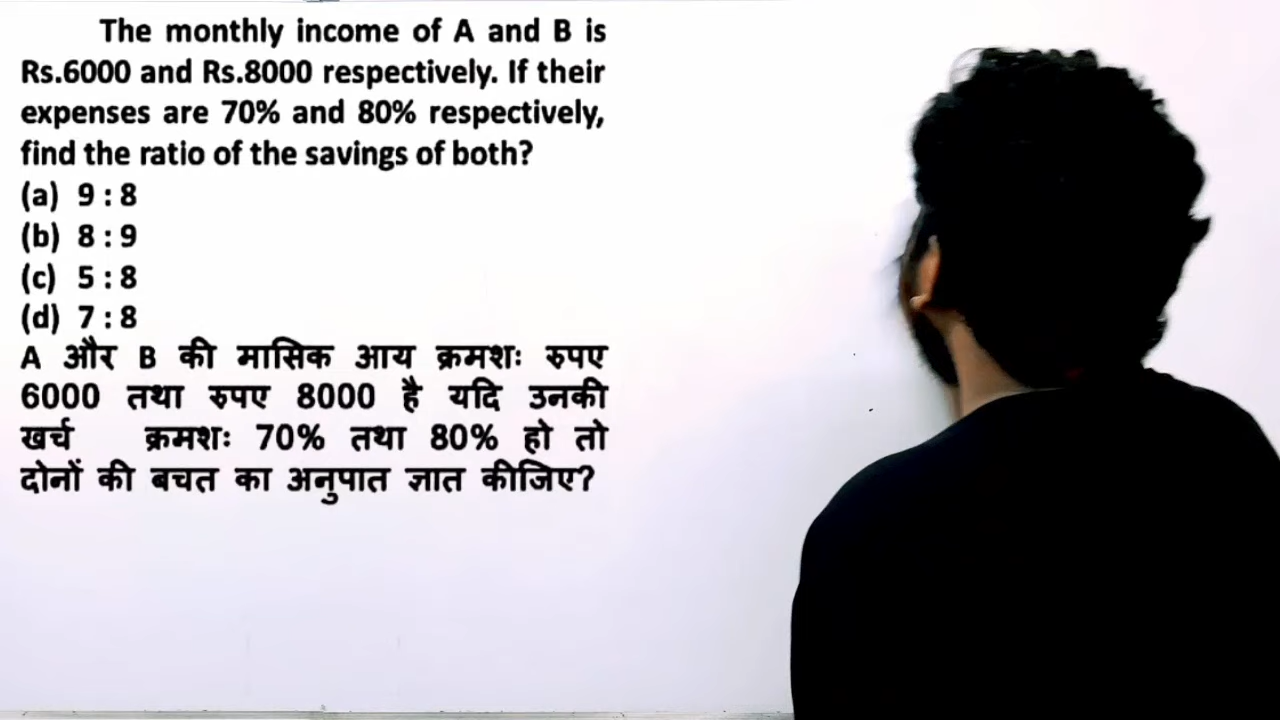 The monthly income of A and B is
Rs.6000 and Rs.8000 respectively. If their
expenses are 70% and 80% respectively,
find the ratio of the savings of both?
(a) 9 : 8
(b) 8 : 9
(c) 5 : 8
(d) 7 : 8
A और B की मासिक आय क्रमशः रुपए
6000 तथा रुपए 8000 है यदि उनकी
खर्च क्रमशः 70% तथा 80% हो तो
दोनों की बचत का अनुपात ज्ञात कीजिए?